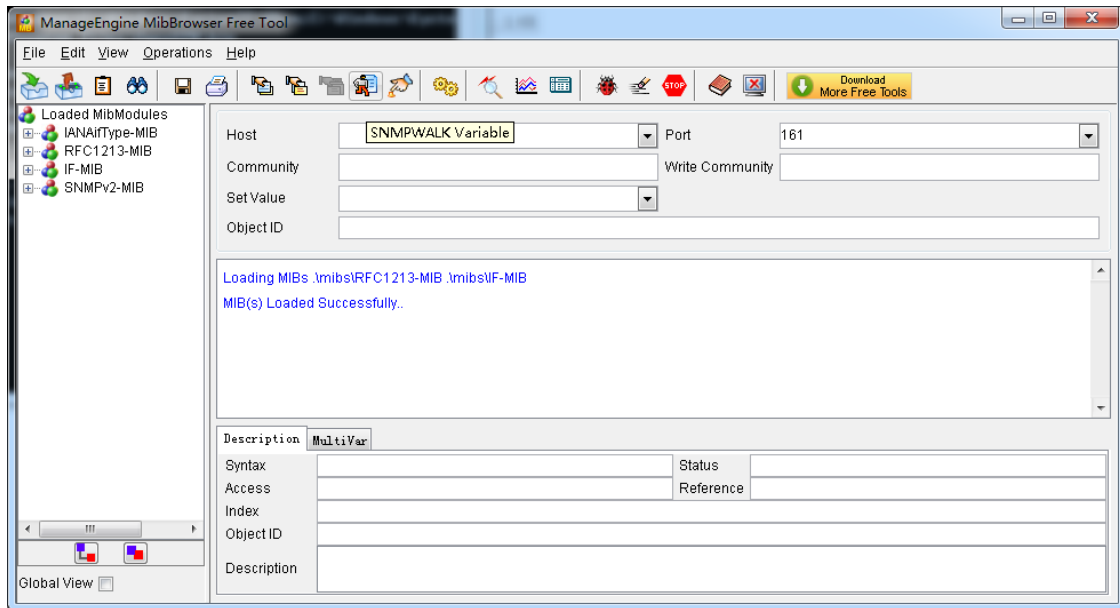 ManageEngine MibBrowser Free Tool
File Edit View Operations Help
STOP
Download
More Free Tools
Loaded MibModules
IANAifType-MIB
RFC1213-MIB
IF-MIB
SNMPv2-MIB
Host
SNMPWALK Variable
Port
161
Community
Write Community
Set Value
Object ID
Loading MIBs .\mibs\RFC1213-MIB .\mibs\IF-MIB
MIB(s) Loaded Successfully..
Description MultiVar
Syntax
Status
Access
Reference
Index
Object ID
Description
Global View